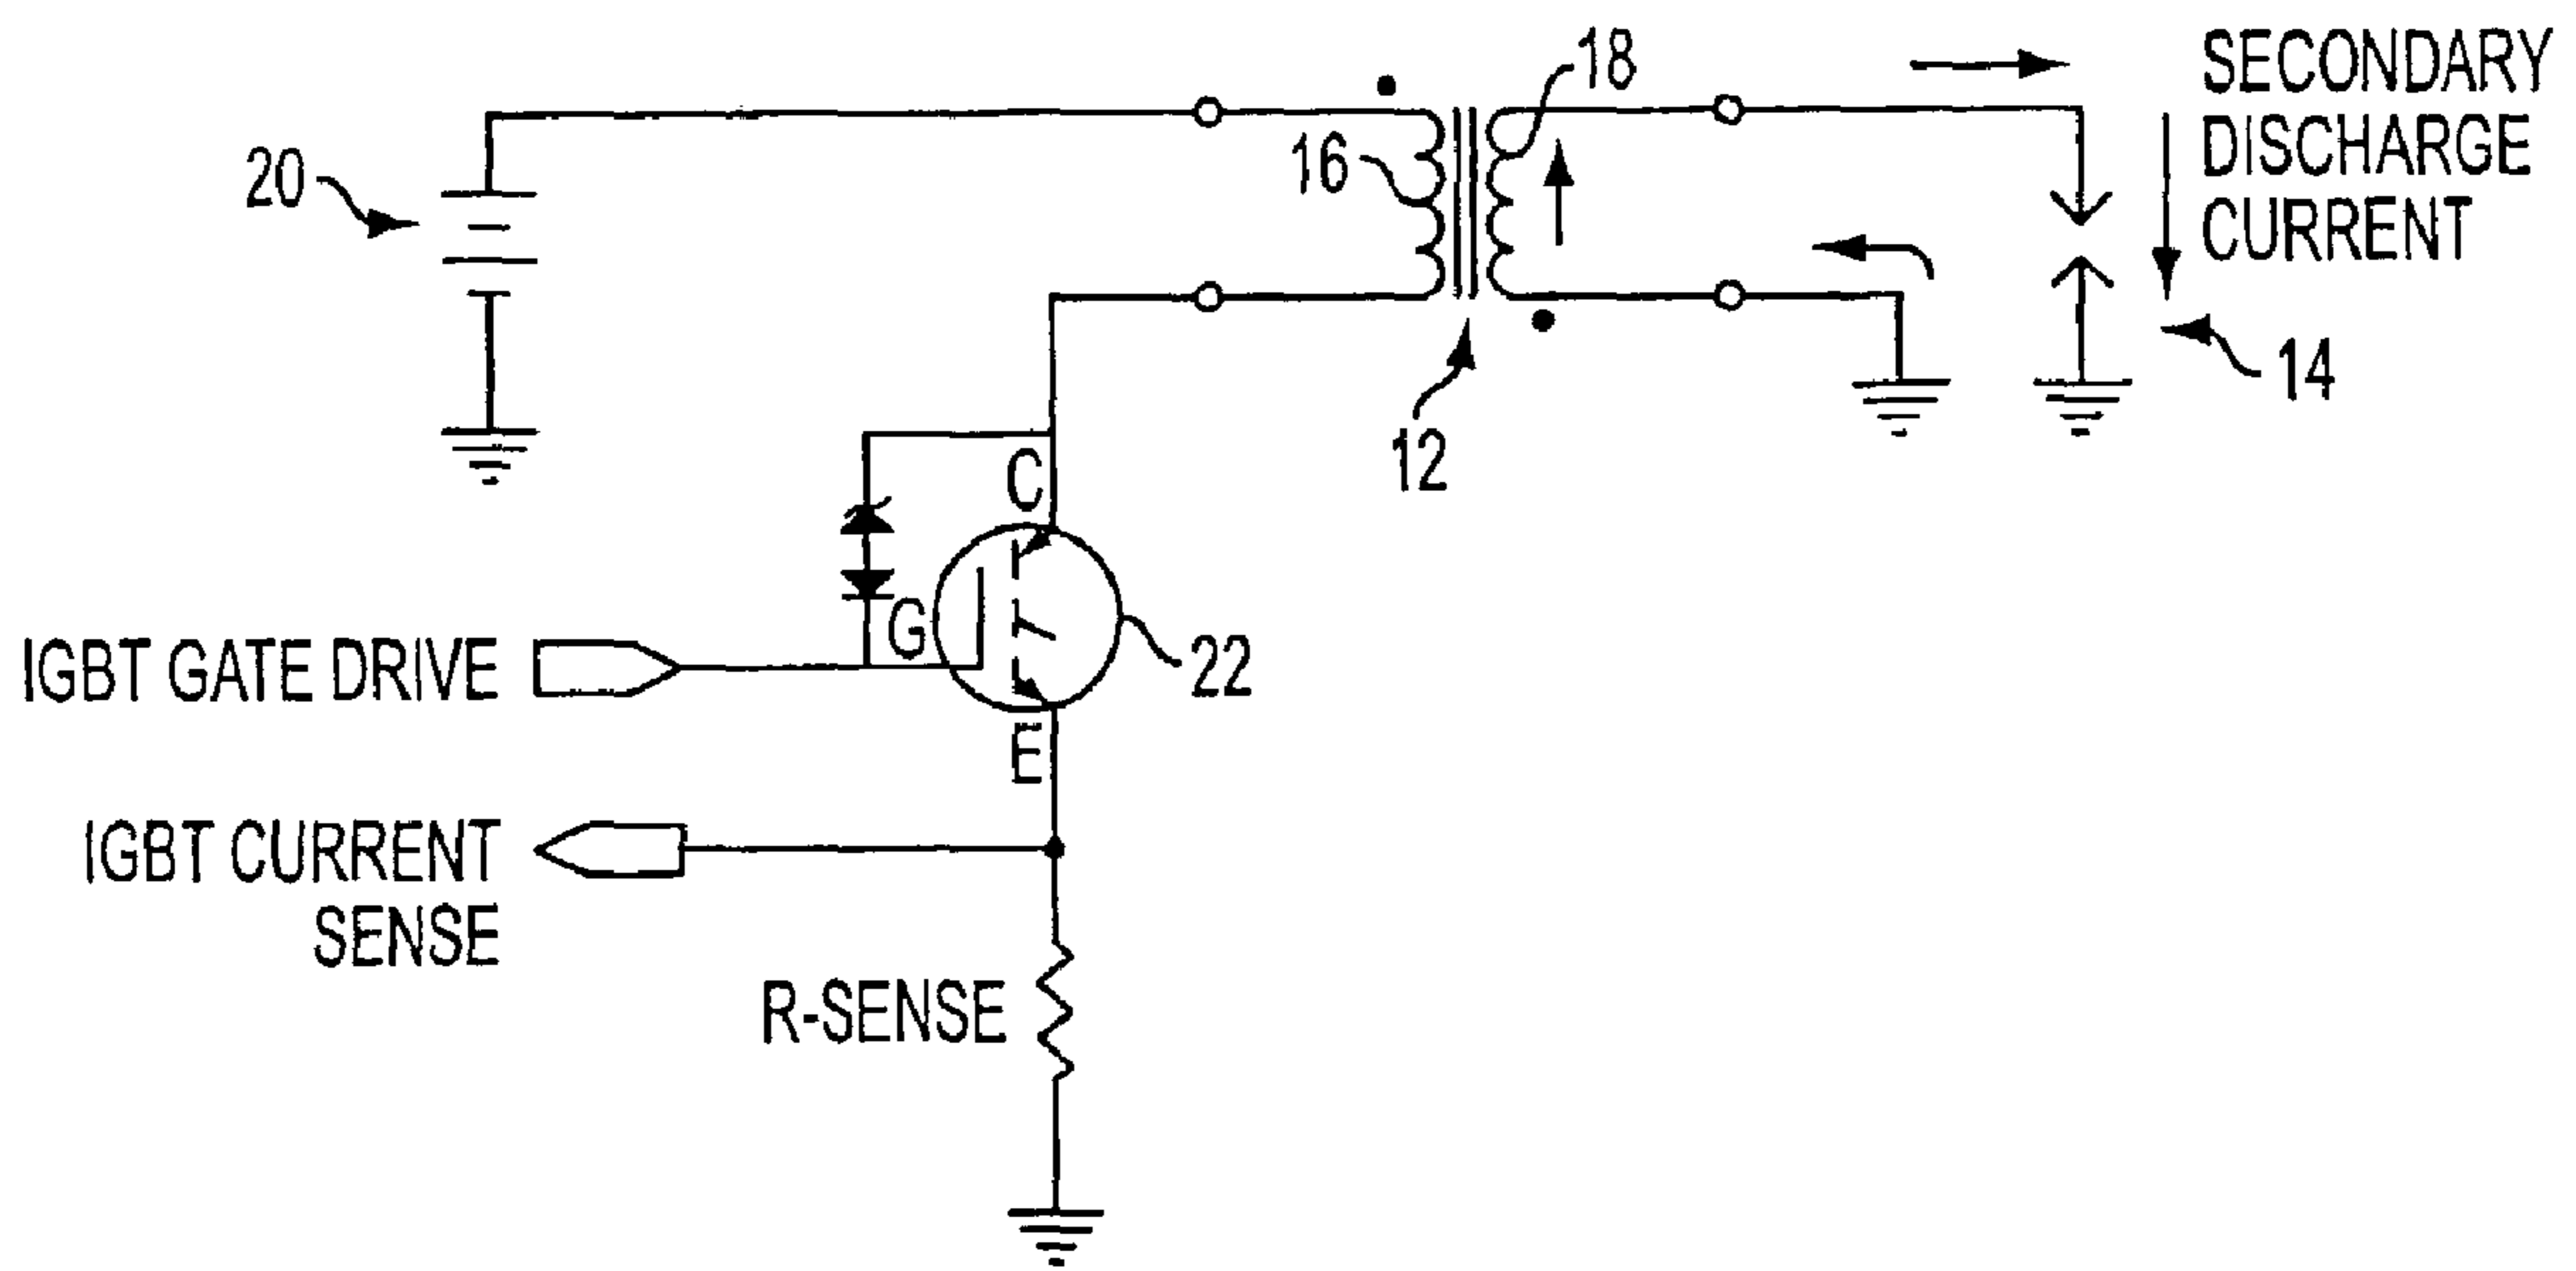 18
SECONDARY
DISCHARGE
CURRENT
16
20
14
12
C
G
22
IGBT GATE DRIVE
E
IGBT CURRENT
SENSE
R-SENSE